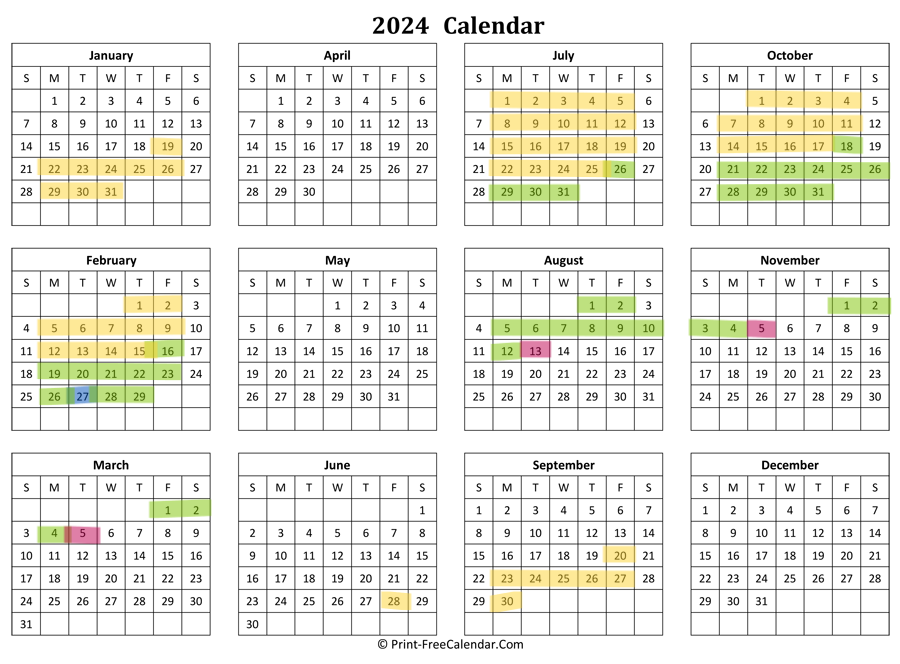 2024 Calendar
January
S M T W T F S
1 2 3 4 5 6
7 8 9 10 11 12 13
14 15 16 17 18 19 20
21 22 23 24 25 26 27
28 29 30 31
February
S M T W T F S
1 2 3
4 5 6 7 8 9 10
11 12 13 14 15 16 17
18 19 20 21 22 23 24
25 26 27 28 29
March
S M T W T F S
1 2
3 4 5 6 7 8 9
10 11 12 13 14 15 16
17 18 19 20 21 22 23
24 25 26 27 28 29 30
31
April
S M T W T F S
1 2 3 4 5 6
7 8 9 10 11 12 13
14 15 16 17 18 19 20
21 22 23 24 25 26 27
28 29 30
May
S M T W T F S
1 2 3 4
5 6 7 8 9 10 11
12 13 14 15 16 17 18
19 20 21 22 23 24 25
26 27 28 29 30 31
June
S M T W T F S
1
2 3 4 5 6 7 8
9 10 11 12 13 14 15
16 17 18 19 20 21 22
23 24 25 26 27 28 29
30
July
S M T W T F S
1 2 3 4 5 6
7 8 9 10 11 12 13
14 15 16 17 18 19 20
21 22 23 24 25 26 27
28 29 30 31
August
S M T W T F S
1 2 3
4 5 6 7 8 9 10
11 12 13 14 15 16 17
18 19 20 21 22 23 24
25 26 27 28 29 30 31
September
S M T W T F S
1 2 3 4 5 6 7
8 9 10 11 12 13 14
15 16 17 18 19 20 21
22 23 24 25 26 27 28
29 30
October
S M T W T F S
1 2 3 4 5
6 7 8 9 10 11 12
13 14 15 16 17 18 19
20 21 22 23 24 25 26
27 28 29 30 31
November
S M T W T F S
1 2
3 4 5 6 7 8 9
10 11 12 13 14 15 16
17 18 19 20 21 22 23
24 25 26 27 28 29 30
December
S M T W T F S
1 2 3 4 5 6 7
8 9 10 11 12 13 14
15 16 17 18 19 20 21
22 23 24 25 26 27 28
29 30 31
© Print-FreeCalendar.Com